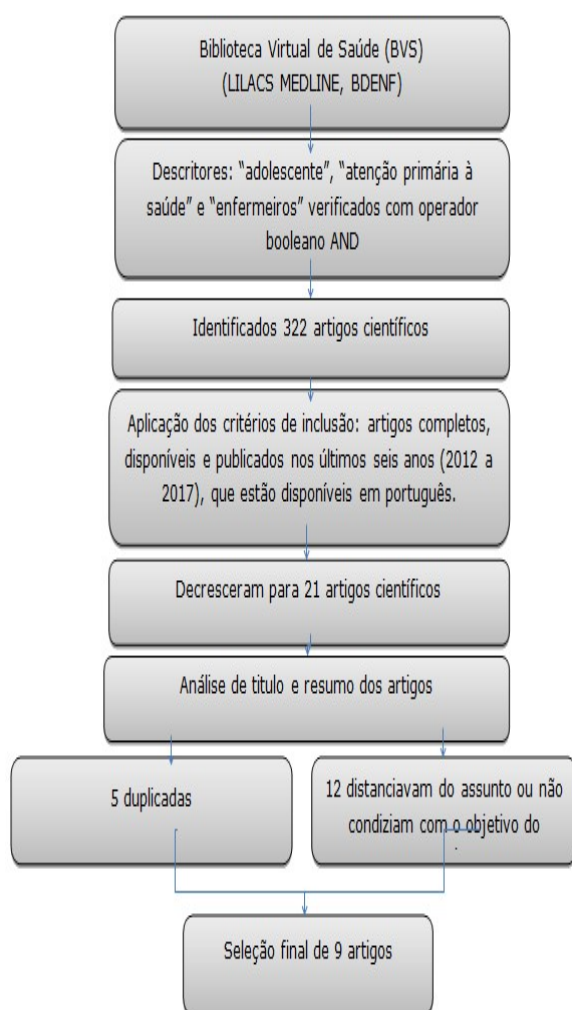 Biblioteca Virtual de Saúde (BVS)
(LILACS MEDLINE, BDENF)
Descritores: “adolescente”, “atenção primária à
saúde” e “enfermeiros” verificados com operador
booleano AND
Identificados 322 artigos científicos
Aplicação dos critérios de inclusão: artigos completos,
disponíveis e publicados nos últimos seis anos (2012 a
2017), que estão disponíveis em português.
Decresceram para 21 artigos científicos
Análise de titulo e resumo dos artigos
5 duplicadas
12 distanciavam do assunto ou não
condiziam com o objetivo do
Seleção final de 9 artigos